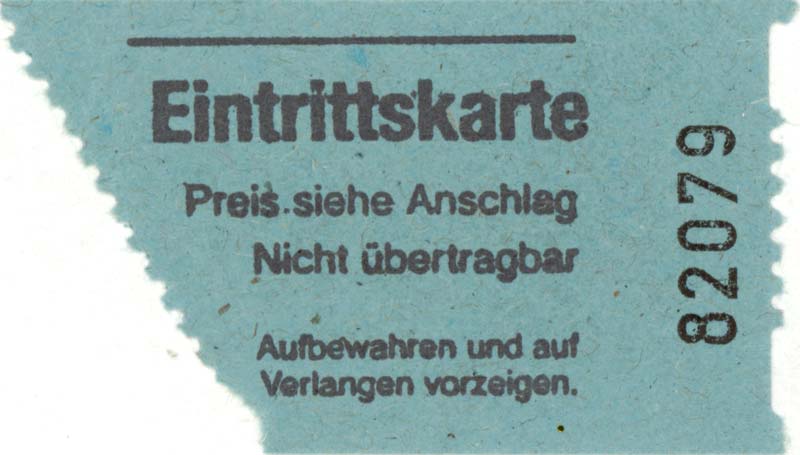 Eintrittskarte
Preis siehe Anschlag
Nicht übertragbar
Aufbewahren und auf
Verlangen vorzeigen.
82079